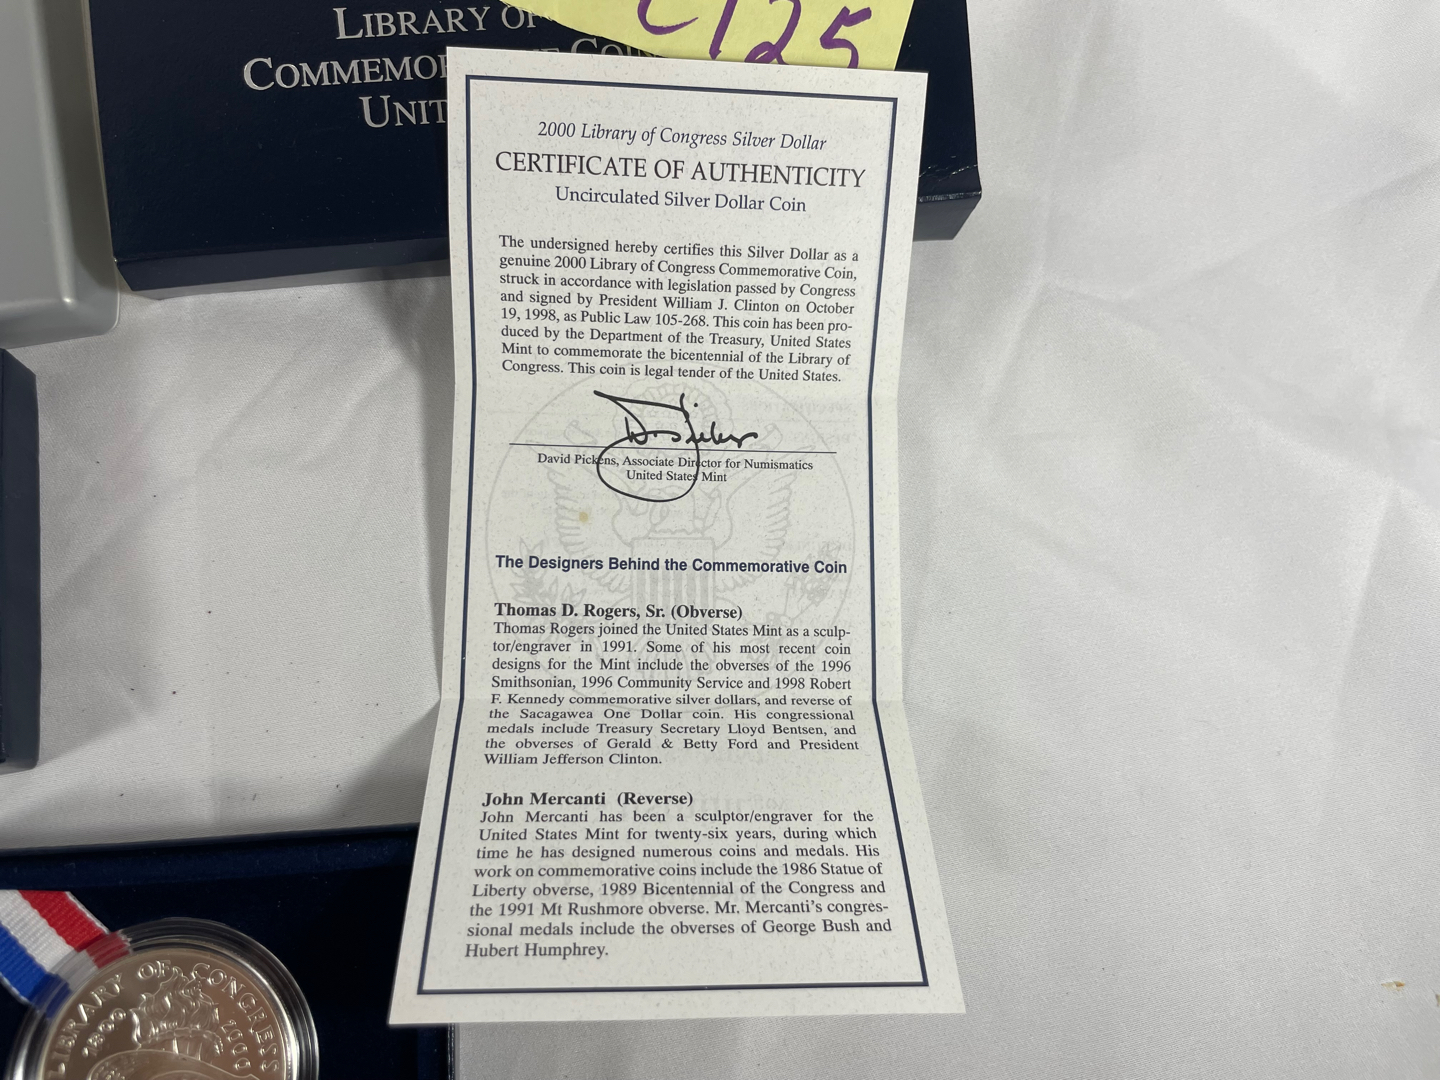 LIBRARY OF
COMMEMO
UNIT
C125
2000 Library of Congress Silver Dollar
CERTIFICATE OF AUTHENTICITY
Uncirculated Silver Dollar Coin
The undersigned hereby certifies this Silver Dollar as a
genuine 2000 Library of Congress Commemorative Coin,
struck in accordance with legislation passed by Congress
and signed by President William J. Clinton on October
19, 1998, as Public Law 105-268. This coin has been pro-
duced by the Department of the Treasury, United States
Mint to commemorate the bicentennial of the Library of
Congress. This coin is legal tender of the United States.
David Pickens, Associate Director for Numismatics
United States Mint
The Designers Behind the Commemorative Coin
Thomas D. Rogers, Sr. (Obverse)
Thomas Rogers joined the United States Mint as a sculp-
tor/engraver in 1991. Some of his most recent coin
designs for the Mint include the obverses of the 1996
Smithsonian, 1996 Community Service and 1998 Robert
F. Kennedy commemorative silver dollars, and reverse of
the Sacagawea One Dollar coin. His congressional
medals include Treasury Secretary Lloyd Bentsen, and
the obverses of Gerald & Betty Ford and President
William Jefferson Clinton.
John Mercanti (Reverse)
John Mercanti has been a sculptor/engraver for the
United States Mint for twenty-six years, during which
time he has designed numerous coins and medals. His
work on commemorative coins include the 1986 Statue of
Liberty obverse, 1989 Bicentennial of the Congress and
the 1991 Mt Rushmore obverse. Mr. Mercanti's congres-
sional medals include the obverses of George Bush and
Hubert Humphrey.
LIBRARY OF CONGRESS
1800 2000